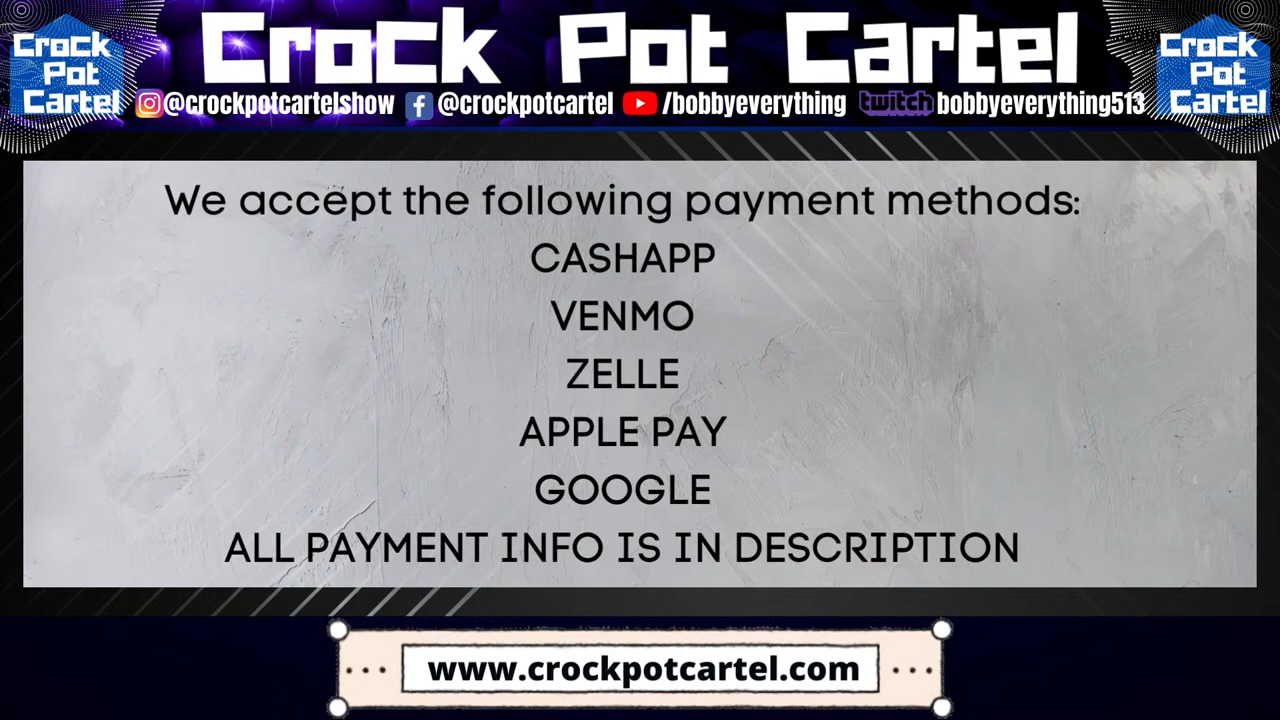 Crock Pot Cartel
Crock
Pot
Cartel
@crockpotcartelshow @crockpotcartel /bobbyeverything twitch bobbyeverything513
Crock
Pot
Cartel
We accept the following payment methods:
CASHAPP
VENMO
ZELLE
APPLE PAY
GOOGLE
ALL PAYMENT INFO IS IN DESCRIPTION
www.crockpotcartel.com